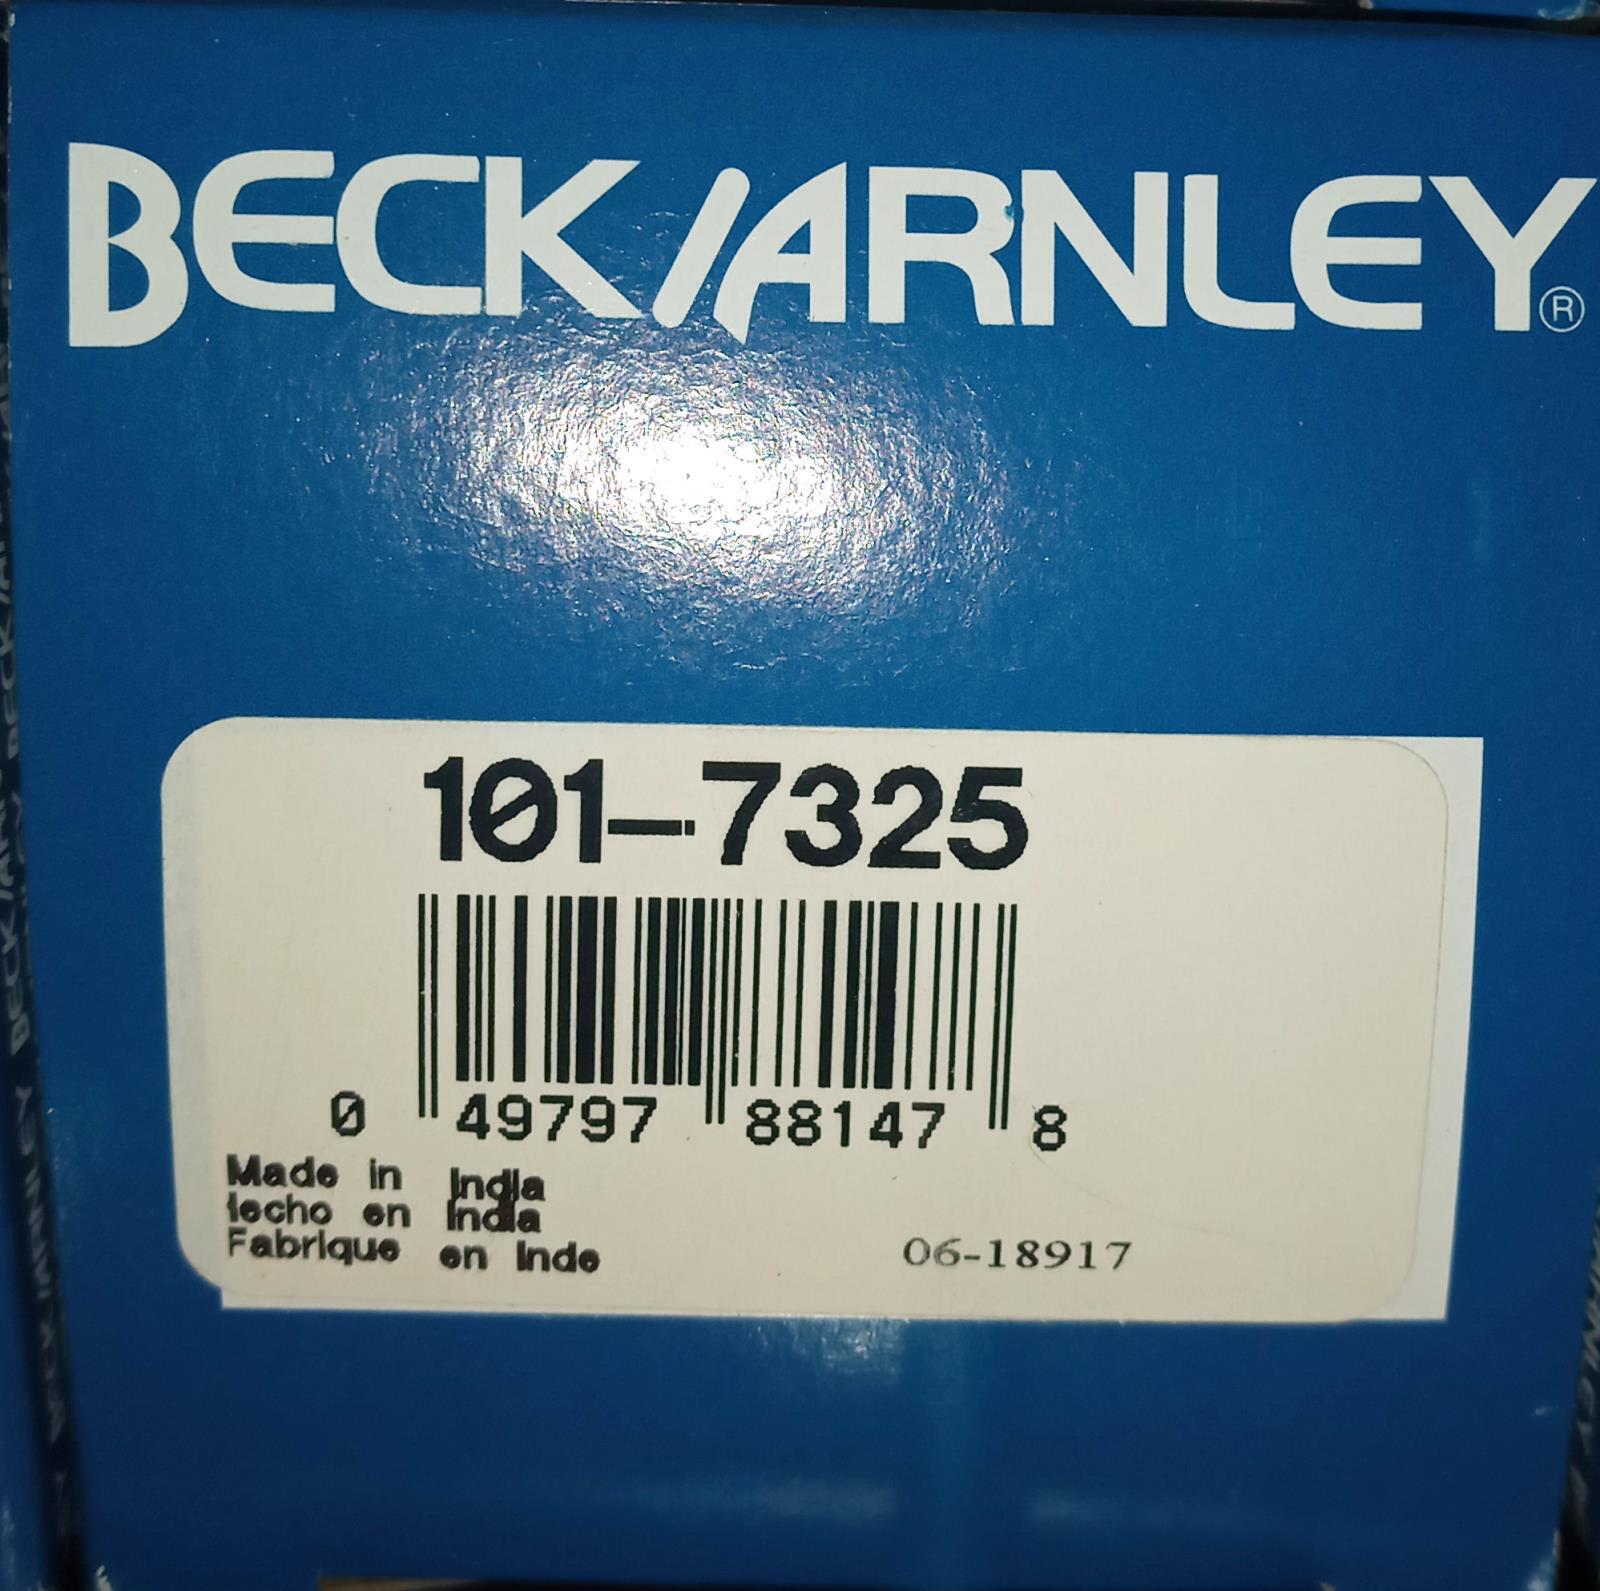 BECK/ARNLEY®
101-7325
0 49797 88147 8
Made in India
Hecho en India
Fabrique en Inde
06-18917